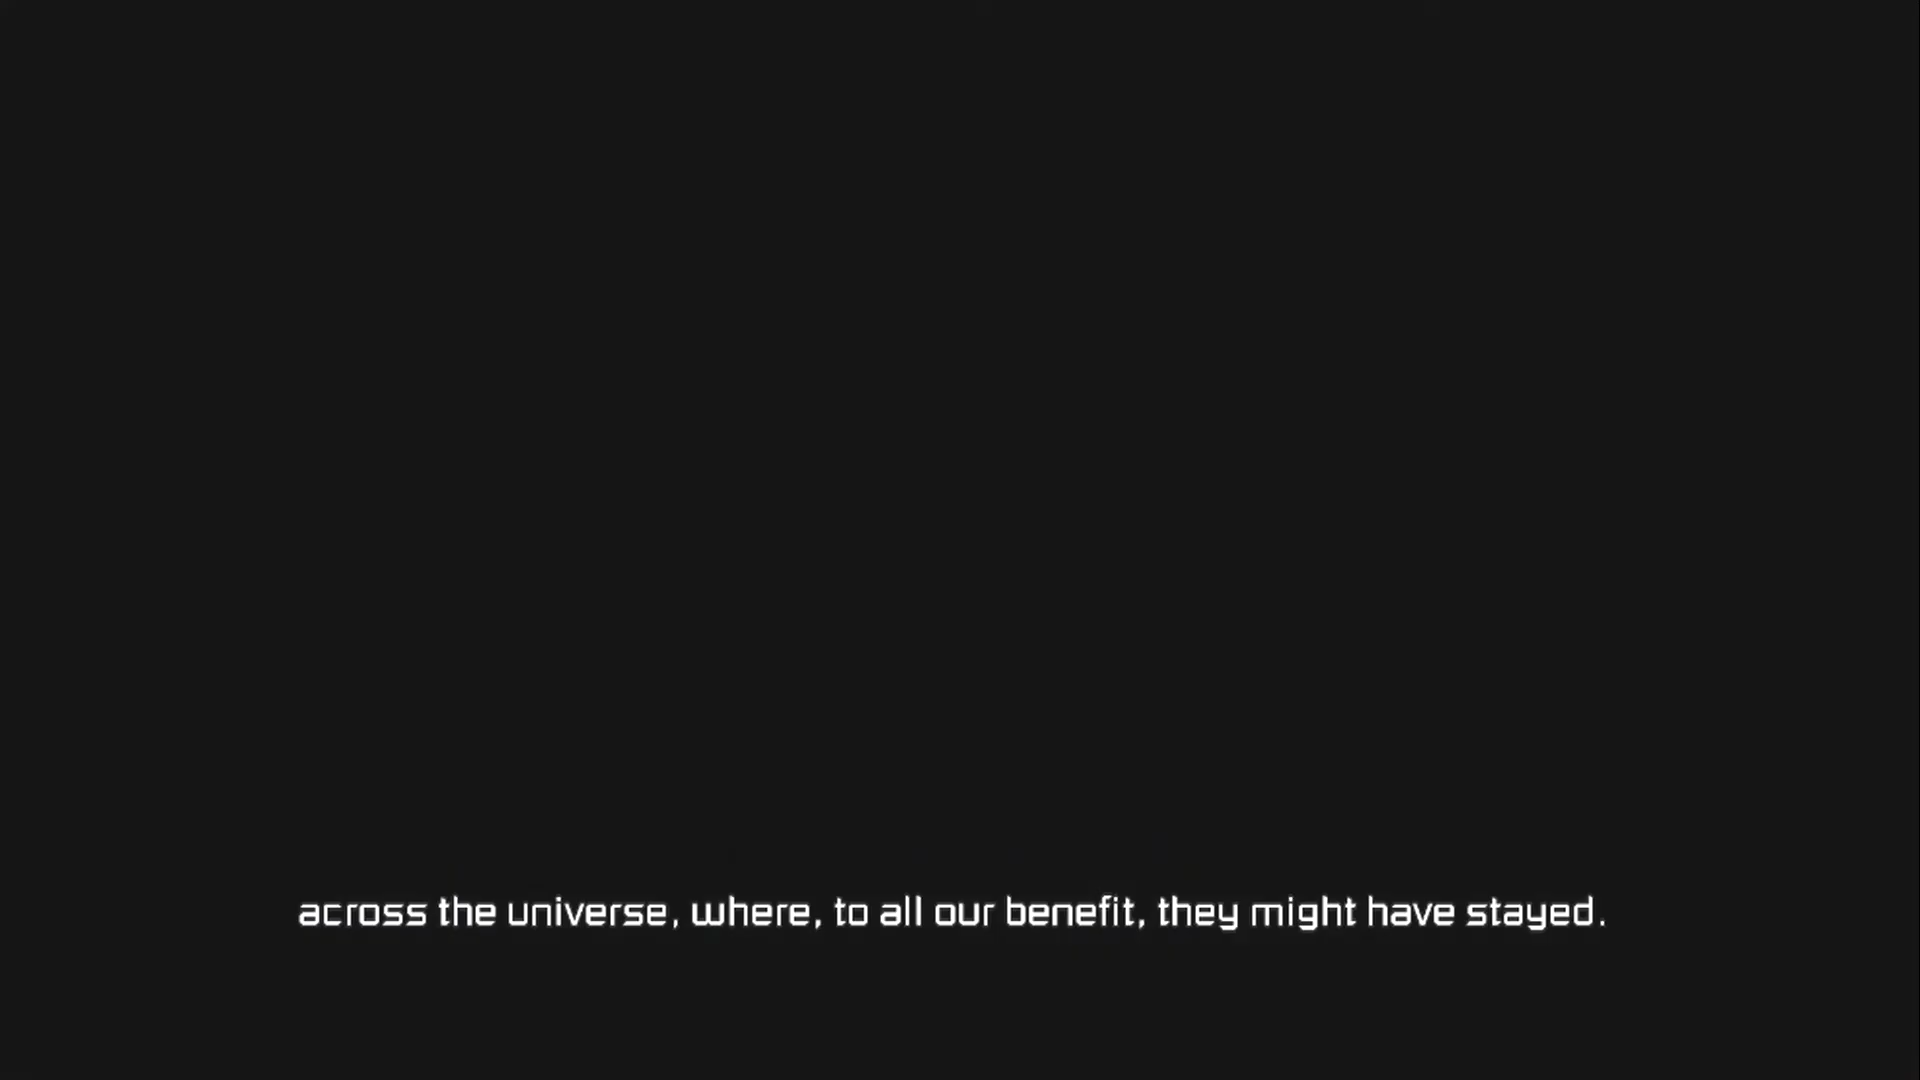 across the universe, where, to all our benefit, they might have stayed.